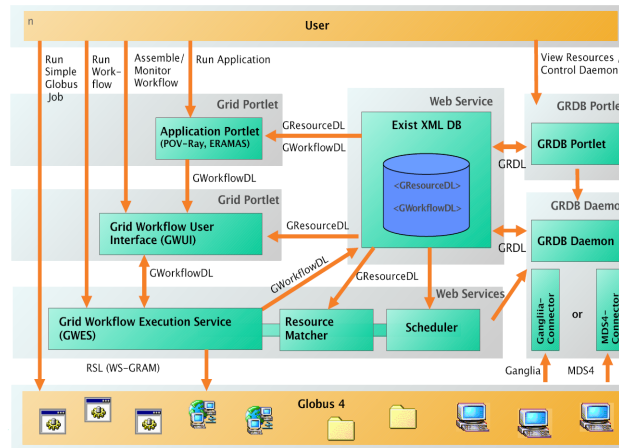 n
User
Run
Simple
Globus
Job
Run
Work-
flow
Assemble/
Monitor
Workflow
Run Application
View Resources /
Control Daemon
Grid Portlet
Web Service
GRDB Portlet
Application Portlet
(POV-Ray, ERAMAS)
GResourceDL
GWorkflowDL
Exist XML DB
GRDB Portlet
GRDL
<GResourceDL>
<GWorkflowDL>
GWorkflowDL
Grid Portlet
GRDB Daemon
Grid Workflow User
Interface (GWUI)
GResourceDL
GRDB Daemon
GRDL
GWorkflowDL
GWorkflowDL
GResourceDL
Web Services
Grid Workflow Execution Service
(GWES)
Resource
Matcher
Scheduler
Gangliia-
Connector
or
MDS4-
Connector
RSL (WS-GRAM)
Ganglia
MDS4
Globus 4